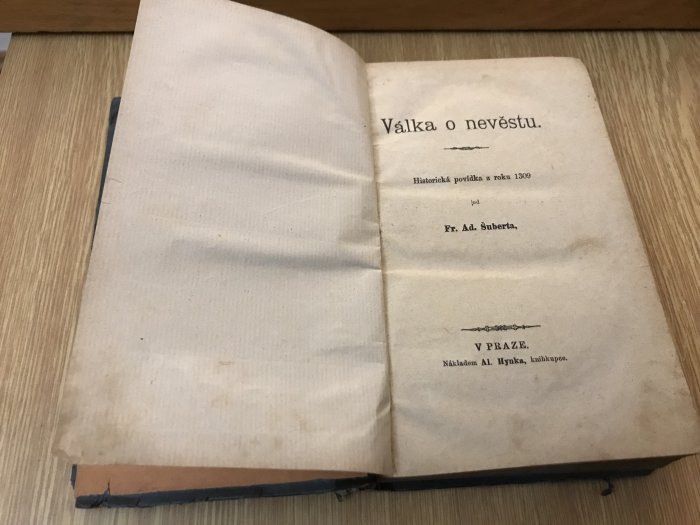 Válka o nevěstu.
Historická povídka z roku 1309
od
Fr. Ad. Šuberta,
V PRAZE.
Nákladem Al. Hynka, knihkupce.